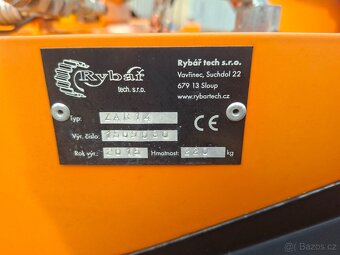 Rybář
tech. s.r.o.
Rybář tech s.r.o.
Vavřinec, Suchdol 22
679 13 Sloup
www.rybartech.cz
Typ:
Výr. číslo:
CE
Rok výr.: Hmotnost: kg
Bazoš.cz